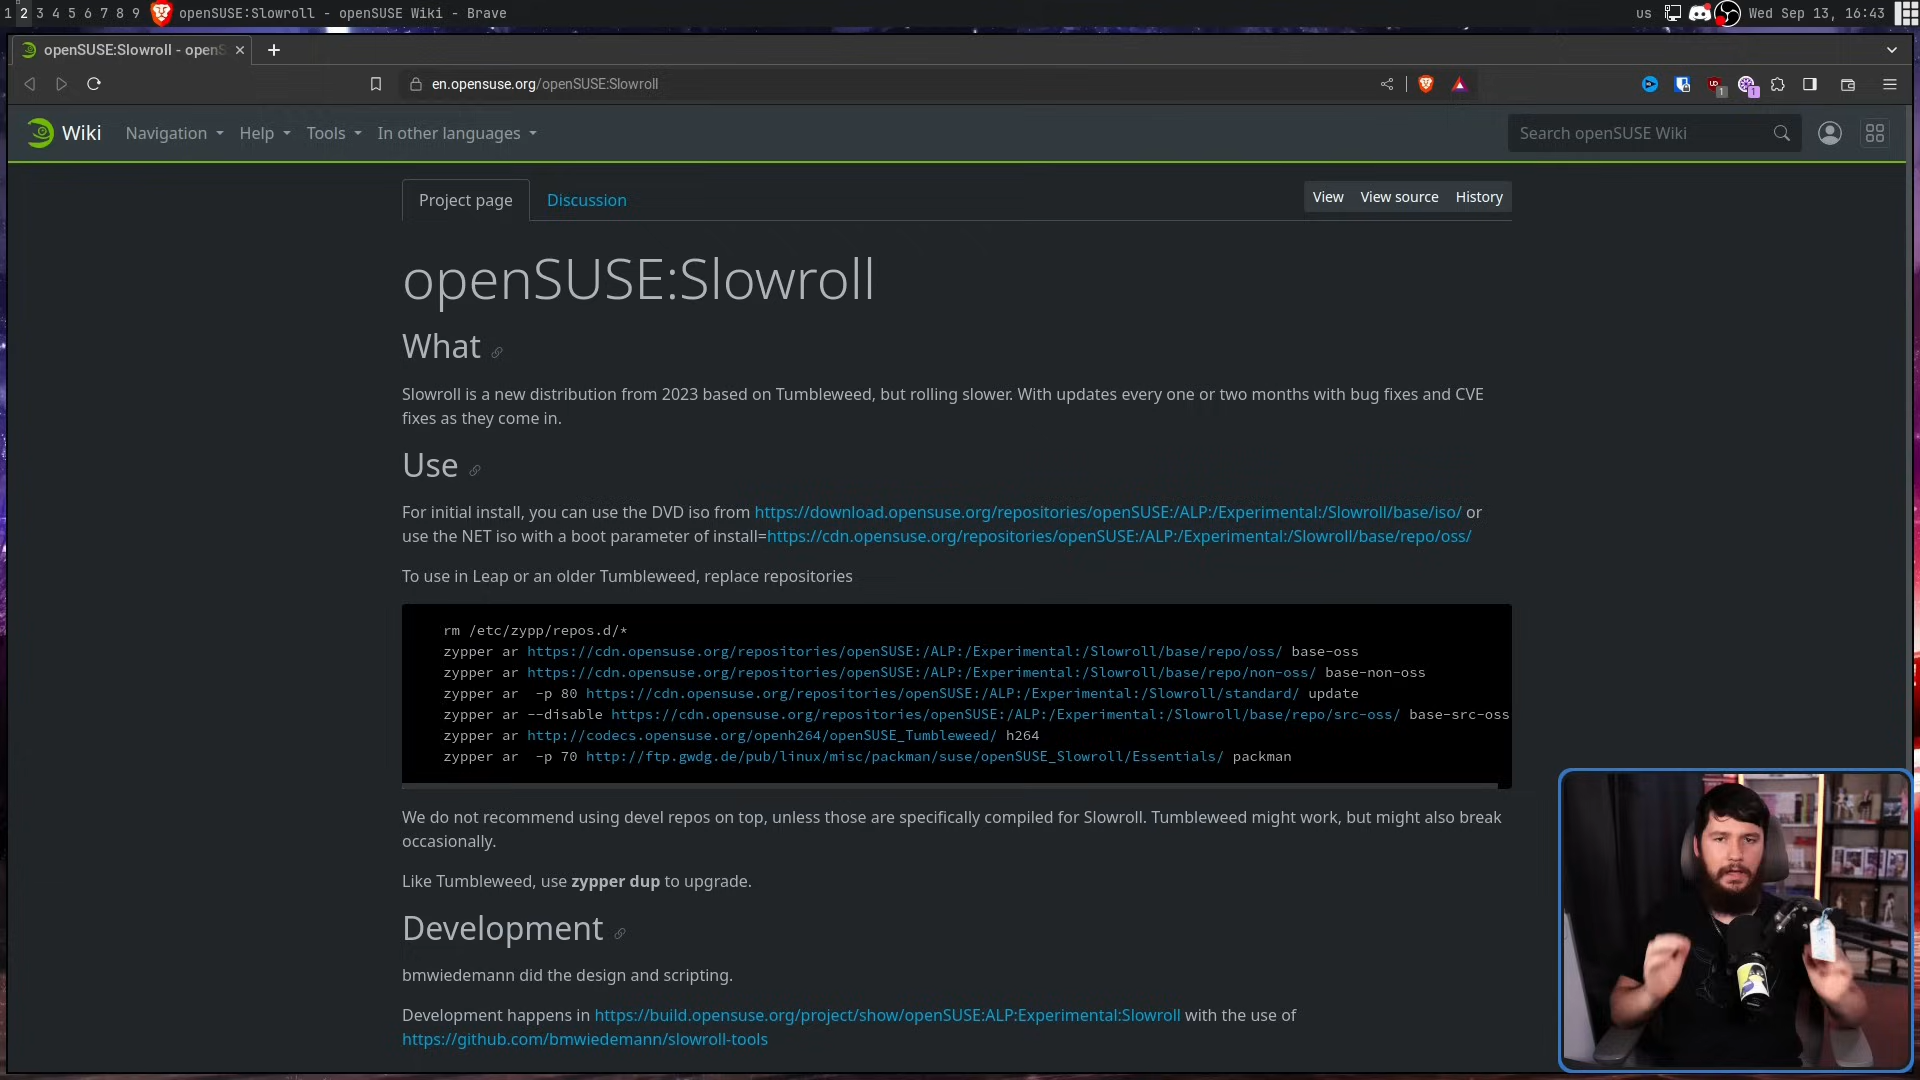 1 2 3 4 5 6 7 8 9 openSUSE:Slowroll - openSUSE Wiki - Brave us Wed Sep 13, 16:43
openSUSE:Slowroll - openS
en.opensuse.org/openSUSE:Slowroll
Wiki Navigation Help Tools In other languages Search openSUSE Wiki
Project page Discussion View View source History
openSUSE:Slowroll
What
Slowroll is a new distribution from 2023 based on Tumbleweed, but rolling slower. With updates every one or two months with bug fixes and CVE
fixes as they come in.
Use
For initial install, you can use the DVD iso from https://download.opensuse.org/repositories/openSUSE:/ALP:/Experimental:/Slowroll/base/iso/ or
use the NET iso with a boot parameter of install=https://cdn.opensuse.org/repositories/openSUSE:/ALP:/Experimental:/Slowroll/base/repo/oss/
To use in Leap or an older Tumbleweed, replace repositories
rm /etc/zypp/repos.d/*
zypper ar https://cdn.opensuse.org/repositories/openSUSE:/ALP:/Experimental:/Slowroll/base/repo/oss/ base-oss
zypper ar https://cdn.opensuse.org/repositories/openSUSE:/ALP:/Experimental:/Slowroll/base/repo/non-oss/ base-non-oss
zypper ar  -p 80 https://cdn.opensuse.org/repositories/openSUSE:/ALP:/Experimental:/Slowroll/standard/ update
zypper ar --disable https://cdn.opensuse.org/repositories/openSUSE:/ALP:/Experimental:/Slowroll/base/repo/src-oss/ base-src-oss
zypper ar http://codecs.opensuse.org/openh264/openSUSE_Tumbleweed/ h264
zypper ar  -p 70 http://ftp.gwdg.de/pub/linux/misc/packman/suse/openSUSE_Slowroll/Essentials/ packman
We do not recommend using devel repos on top, unless those are specifically compiled for Slowroll. Tumbleweed might work, but might also break
occasionally.
Like Tumbleweed, use zypper dup to upgrade.
Development
bmwiedemann did the design and scripting.
Development happens in https://build.opensuse.org/project/show/openSUSE:ALP:Experimental:Slowroll with the use of
https://github.com/bmwiedemann/slowroll-tools